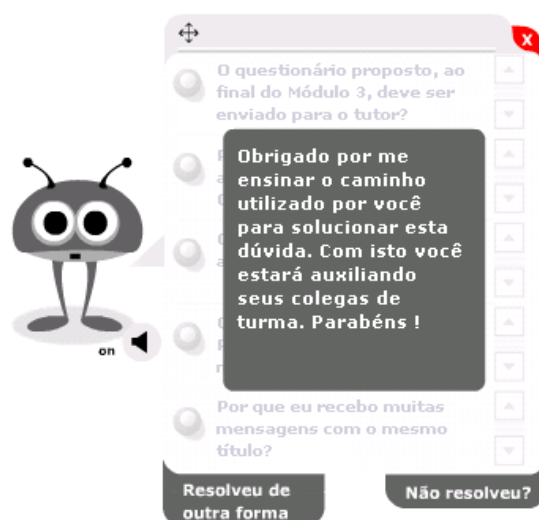 X
O questionário proposto, ao
final do Módulo 3, deve ser
enviado para o tutor?
Obrigado por me
ensinar o caminho
utilizado por você
para solucionar esta
dúvida. Com isto você
estará auxiliando
seus colegas de
turma. Parabéns !
on
Por que eu recebo muitas
mensagens com o mesmo
título?
Resolveu de
outra forma
Não resolveu?